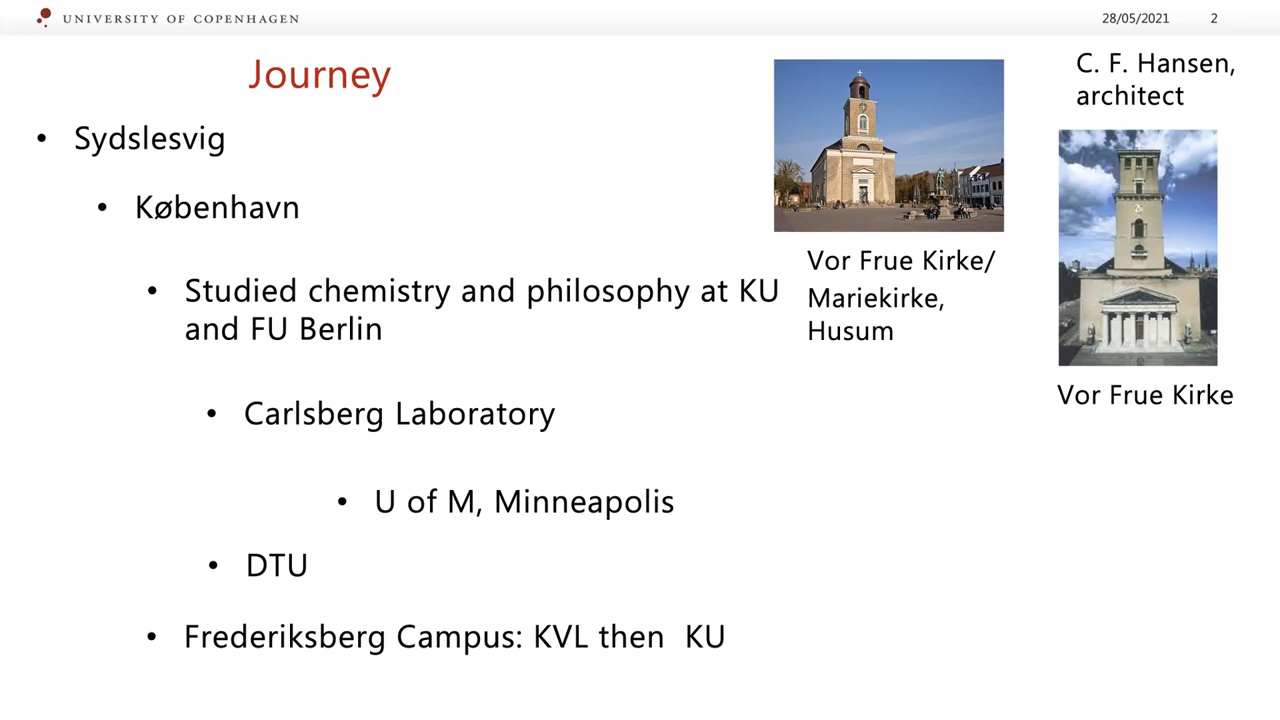 UNIVERSITY OF COPENHAGEN
28/05/2021 2
Journey
• Sydslesvig
• København
• Studied chemistry and philosophy at KU
and FU Berlin
• Carlsberg Laboratory
• U of M, Minneapolis
• DTU
• Frederiksberg Campus: KVL then KU
Vor Frue Kirke/
Mariekirke,
Husum
C. F. Hansen,
architect
Vor Frue Kirke